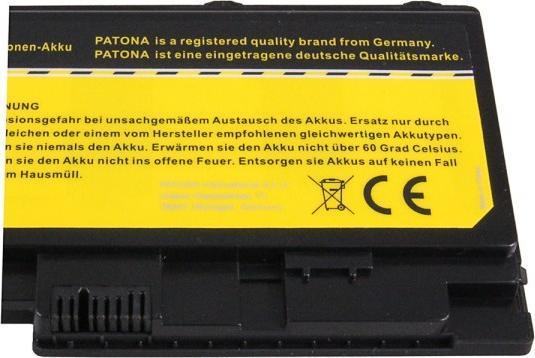 PATONA is a registered quality brand from Germany.
onen-Akku PATONA ist eine eingetragene deutsche Qualitätsmarke.
NUNG
esionsgefahr bei unsachgemäßem Austausch des Akkus. Ersatz nur durch
leichen oder einem vom Hersteller empfohlenen gleichwertigen Akkutypen.
n sie niemals den Akku. Erwärmen sie den Akku nicht über 60 Grad Celsius.
en sie den Akku nicht ins offene Feuer. Entsorgen sie Akkus auf keinen Fall
m Hausmüll.
CE